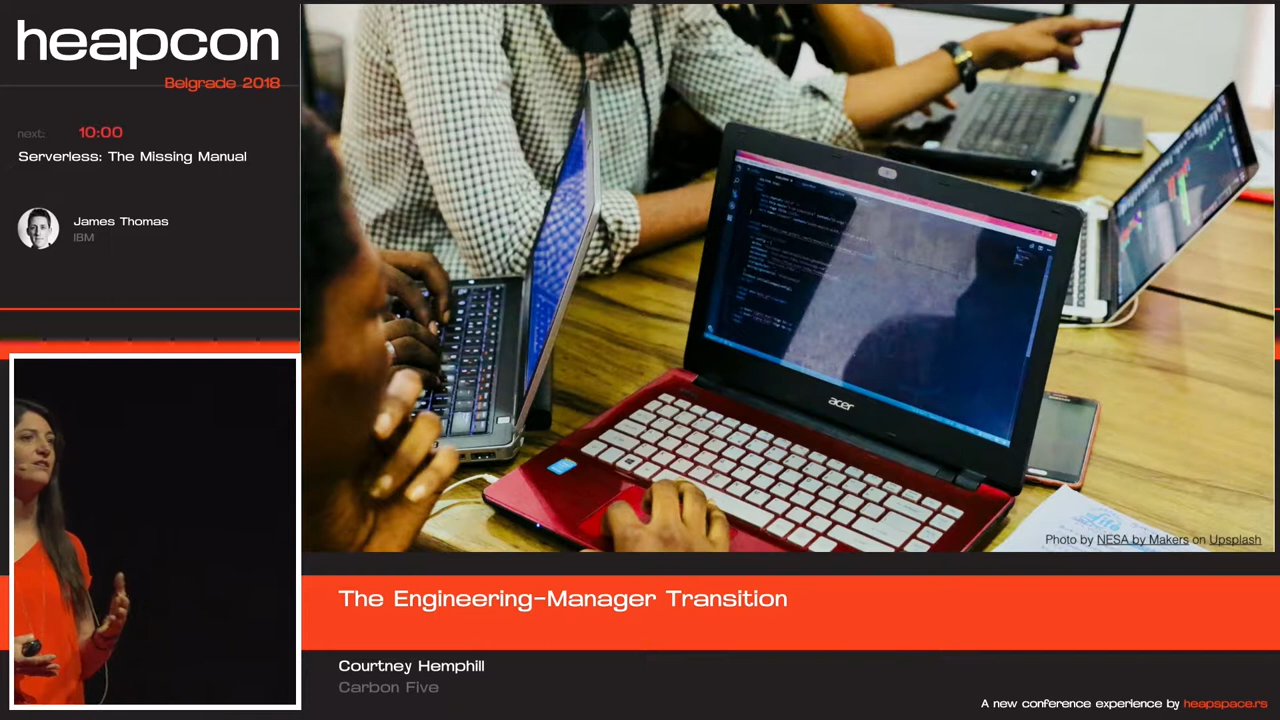 heapcon
Belgrade 2018
next: 10:00
Serverless: The Missing Manual
James Thomas
IBM
acer
Photo by NESA by Makers on Upsplash
The Engineering-Manager Transition
Courtney Hemphill
Carbon Five
A new conference experience by heapspace.rs